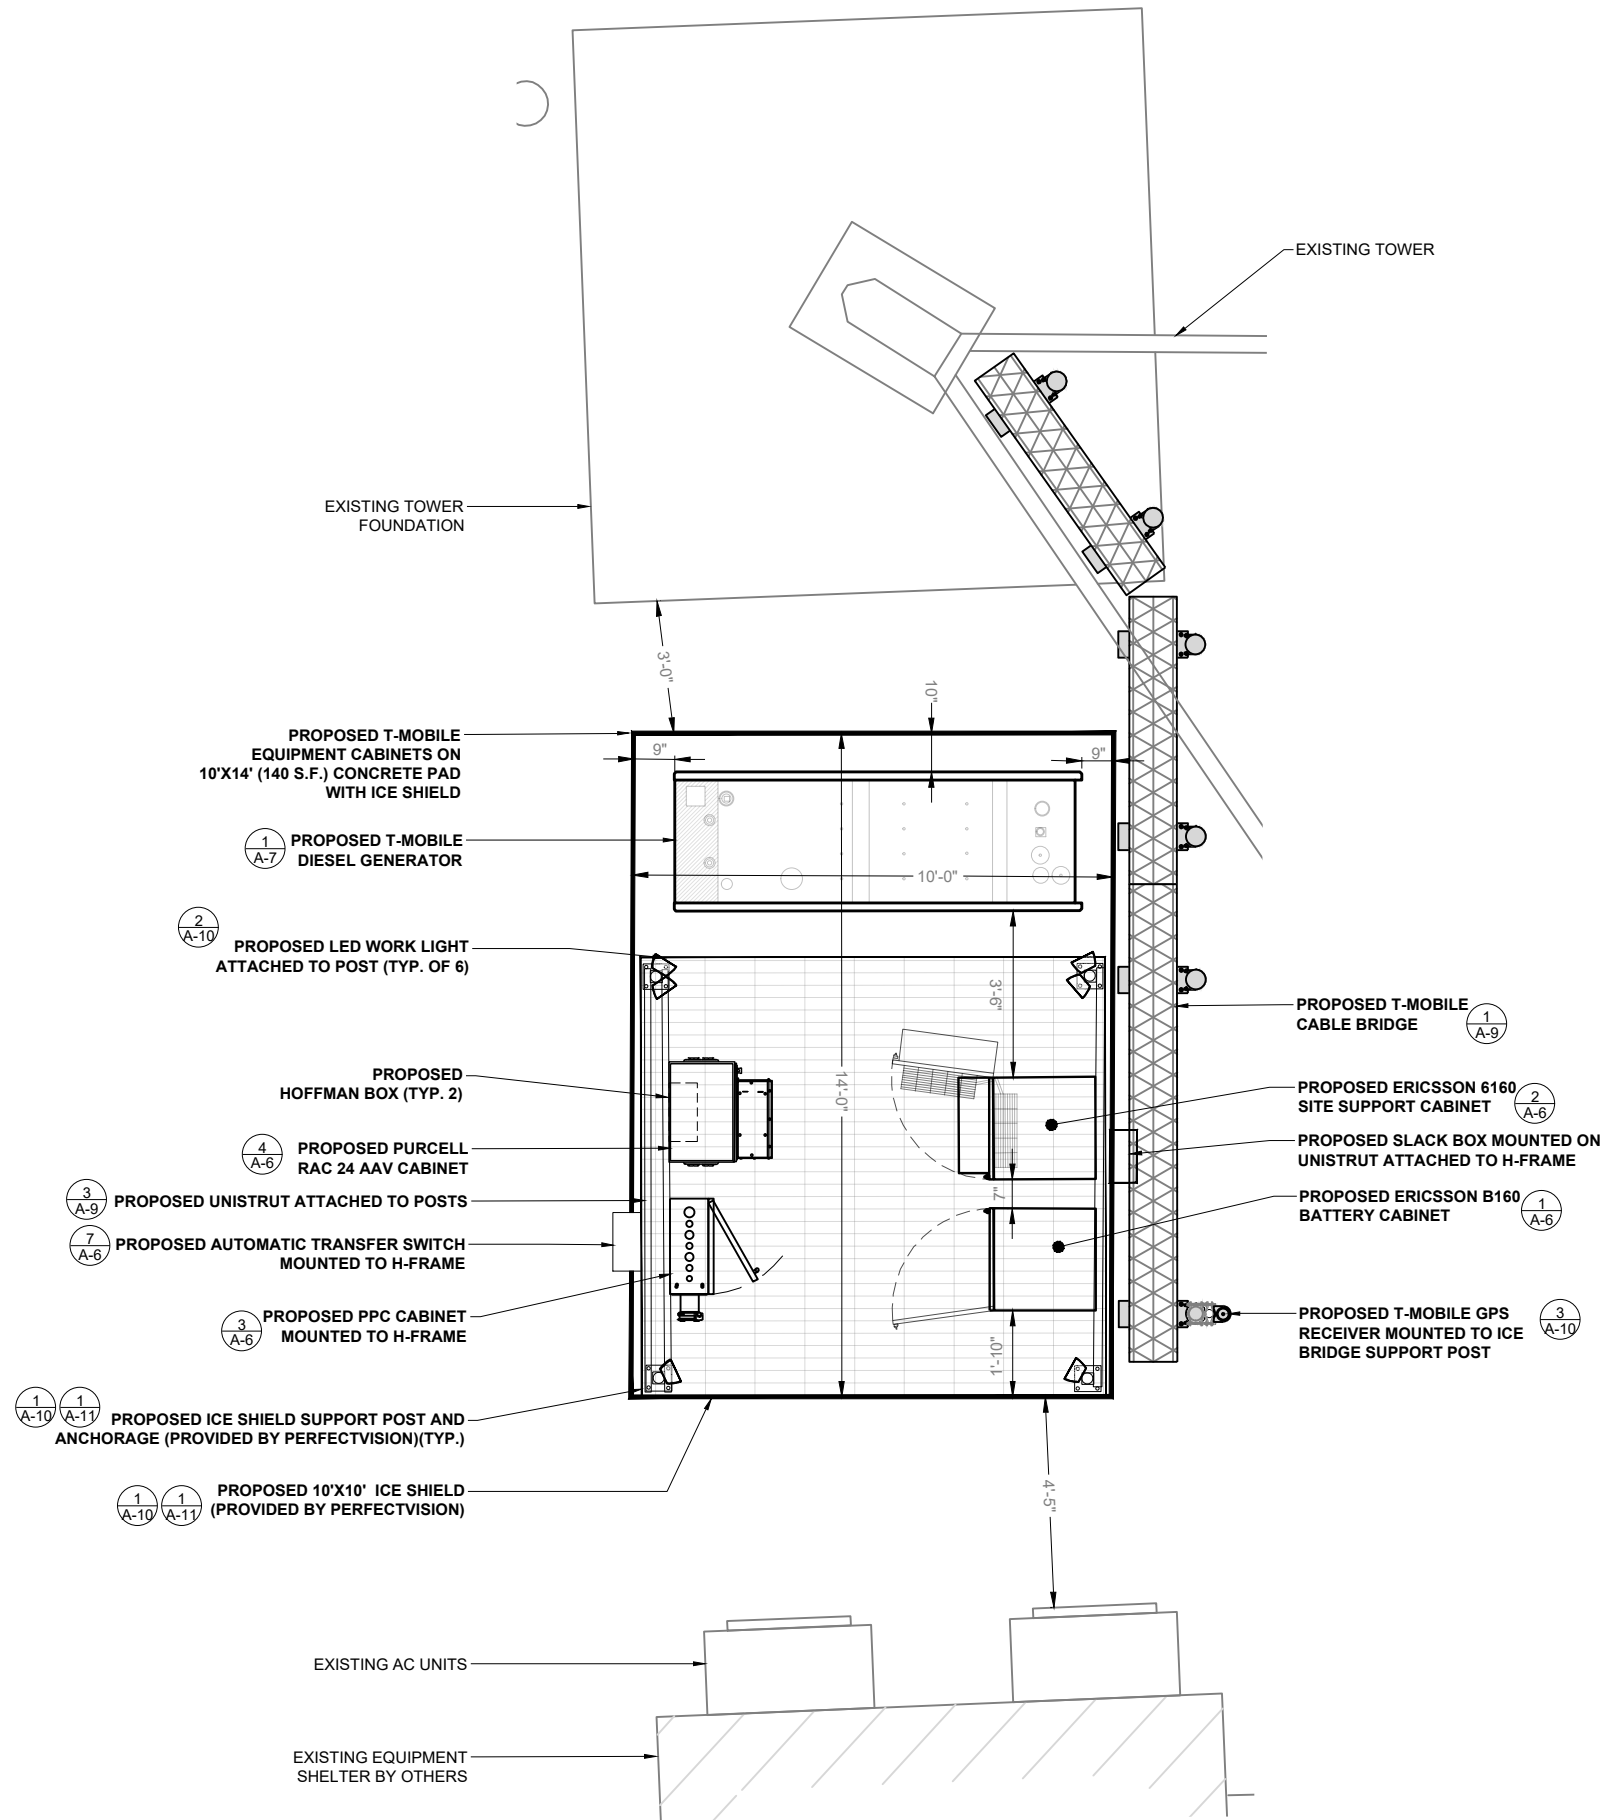 EXISTING TOWER
EXISTING TOWER
FOUNDATION
3'-0"
10"
PROPOSED T-MOBILE
EQUIPMENT CABINETS ON
10'X14' (140 S.F.) CONCRETE PAD
WITH ICE SHIELD
9"
9"
1
A-7
PROPOSED T-MOBILE
DIESEL GENERATOR
10'-0"
2
A-10
PROPOSED LED WORK LIGHT
ATTACHED TO POST (TYP. OF 6)
3'-6"
PROPOSED T-MOBILE
CABLE BRIDGE
1
A-9
PROPOSED
HOFFMAN BOX (TYP. 2)
14'-0"
PROPOSED ERICSSON 6160
SITE SUPPORT CABINET
2
A-6
4
A-6
PROPOSED PURCELL
RAC 24 AAV CABINET
PROPOSED SLACK BOX MOUNTED ON
UNISTRUT ATTACHED TO H-FRAME
3
A-9
PROPOSED UNISTRUT ATTACHED TO POSTS
7"
PROPOSED ERICSSON B160
BATTERY CABINET
1
A-6
7
A-6
PROPOSED AUTOMATIC TRANSFER SWITCH
MOUNTED TO H-FRAME
3
A-6
PROPOSED PPC CABINET
MOUNTED TO H-FRAME
1'-10"
PROPOSED T-MOBILE GPS
RECEIVER MOUNTED TO ICE
BRIDGE SUPPORT POST
3
A-10
1
A-10
1
A-11
PROPOSED ICE SHIELD SUPPORT POST AND
ANCHORAGE (PROVIDED BY PERFECTVISION)(TYP.)
1
A-10
1
A-11
PROPOSED 10'X10' ICE SHIELD
(PROVIDED BY PERFECTVISION)
4'-5"
EXISTING AC UNITS
EXISTING EQUIPMENT
SHELTER BY OTHERS